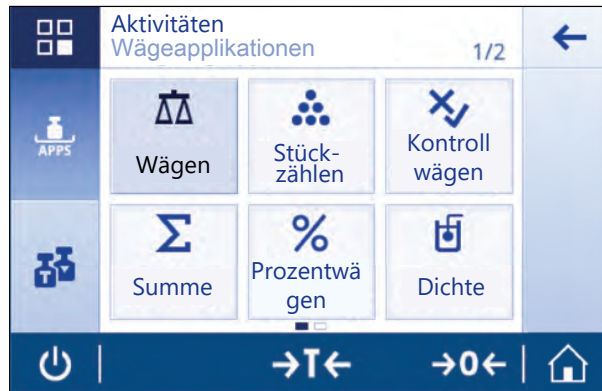 Aktivitäten
Wägeapplikationen
1/2
APPS
Wägen
Stück-
zählen
Kontroll
wägen
Summe
Prozentwä
gen
Dichte
T
→T←
→0←